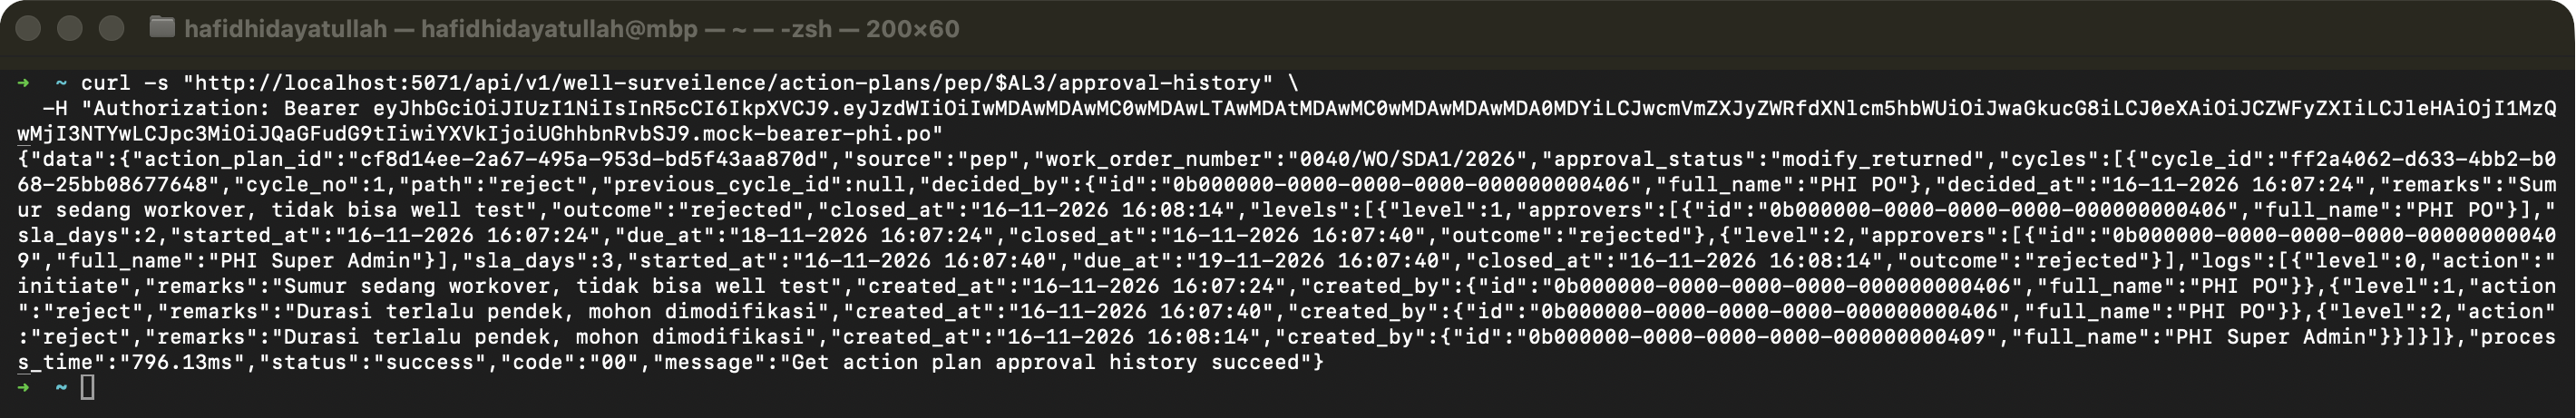 hafidhidayatullah — hafidhidayatullah@mbp — ~ — -zsh — 200×60
➜  ~ curl -s "http://localhost:5071/api/v1/well-surveilence/action-plans/pep/$AL3/approval-history" \
  -H "Authorization: Bearer eyJhbGciOiJIUzI1NiIsInR5cCI6IkpXVCJ9.eyJzdWIiOiIwMDAwMDAwMC0wMDAwLTAwMDAtMDAwMC0wMDAwMDAwMDA0MDYiLCJwcmVmZXJyZWRfdXNlcm5hbWUiOiJwaGkucG8iLCJ0eXAiOiJCZWFyZXIiLCJleHAiOjI1MzQ
wMjI3NTYwLCJpc3MiOiJQaGFudG9tIiwiYXVkIjoiUGhhbnRvbSJ9.mock-bearer-phi.po"
{"data":{"action_plan_id":"cf8d14ee-2a67-495a-953d-bd5f43aa870d","source":"pep","work_order_number":"0040/WO/SDA1/2026","approval_status":"modify_returned","cycles":[{"cycle_id":"ff2a4062-d633-4bb2-b0
68-25bb08677648","cycle_no":1,"path":"reject","previous_cycle_id":null,"decided_by":{"id":"0b000000-0000-0000-0000-000000000406","full_name":"PHI PO"},"decided_at":"16-11-2026 16:07:24","remarks":"Sum
ur sedang workover, tidak bisa well test","outcome":"rejected","closed_at":"16-11-2026 16:08:14","levels":[{"level":1,"approvers":[{"id":"0b000000-0000-0000-0000-000000000406","full_name":"PHI PO"}],"
sla_days":2,"started_at":"16-11-2026 16:07:24","due_at":"18-11-2026 16:07:24","closed_at":"16-11-2026 16:07:40","outcome":"rejected"},{"level":2,"approvers":[{"id":"0b000000-0000-0000-0000-00000000040
9","full_name":"PHI Super Admin"}],"sla_days":3,"started_at":"16-11-2026 16:07:40","due_at":"19-11-2026 16:07:40","closed_at":"16-11-2026 16:08:14","outcome":"rejected"}],"logs":[{"level":0,"action":"
initiate","remarks":"Sumur sedang workover, tidak bisa well test","created_at":"16-11-2026 16:07:24","created_by":{"id":"0b000000-0000-0000-0000-000000000406","full_name":"PHI PO"}},{"level":1,"action
":"reject","remarks":"Durasi terlalu pendek, mohon dimodifikasi","created_at":"16-11-2026 16:07:40","created_by":{"id":"0b000000-0000-0000-0000-000000000406","full_name":"PHI PO"}},{"level":2,"action"
:"reject","remarks":"Durasi terlalu pendek, mohon dimodifikasi","created_at":"16-11-2026 16:08:14","created_by":{"id":"0b000000-0000-0000-0000-000000000409","full_name":"PHI Super Admin"}}]}]},"proces
s_time":"796.13ms","status":"success","code":"00","message":"Get action plan approval history succeed"}
➜  ~